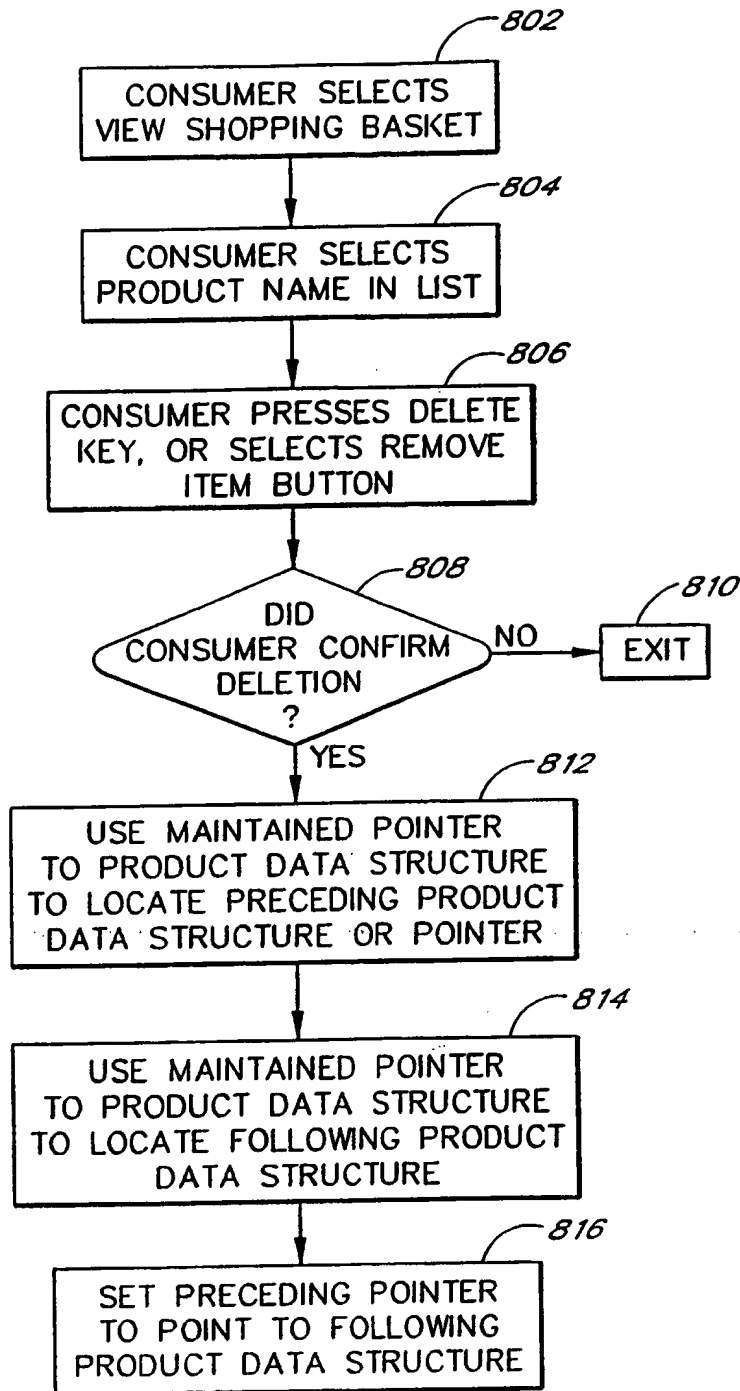 802
CONSUMER SELECTS
VIEW SHOPPING BASKET
804
CONSUMER SELECTS
PRODUCT NAME IN LIST
806
CONSUMER PRESSES DELETE
KEY, OR SELECTS REMOVE
ITEM BUTTON
808
DID
CONSUMER CONFIRM
DELETION
?
NO
810
EXIT
YES
812
USE MAINTAINED POINTER
TO PRODUCT DATA STRUCTURE
TO LOCATE PRECEDING PRODUCT
DATA STRUCTURE OR POINTER
814
USE MAINTAINED POINTER
TO PRODUCT DATA STRUCTURE
TO LOCATE FOLLOWING PRODUCT
DATA STRUCTURE
816
SET PRECEDING POINTER
TO POINT TO FOLLOWING
PRODUCT DATA STRUCTURE